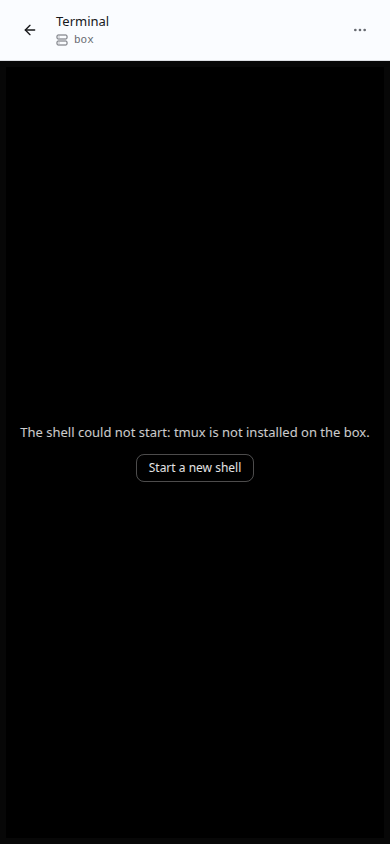 Terminal
box
The shell could not start: tmux is not installed on the box.
Start a new shell